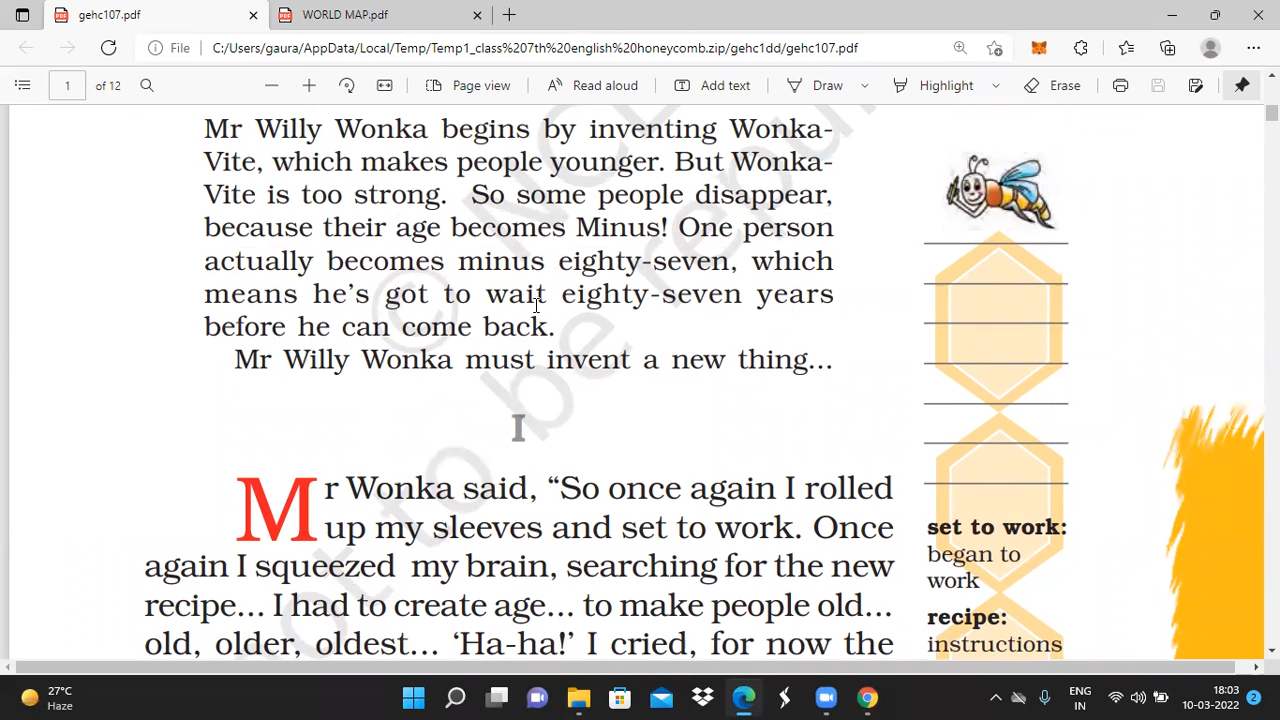 gehc107.pdf
WORLD MAP.pdf
File
C:/Users/gaura/AppData/Local/Temp/Temp1_class%207th%20english%20honeycomb.zip/gehc1dd/gehc107.pdf
1 of 12
Page view
Read aloud
Add text
Draw
Highlight
Erase
Mr Willy Wonka begins by inventing Wonka-
Vite, which makes people younger. But Wonka-
Vite is too strong. So some people disappear,
because their age becomes Minus! One person
actually becomes minus eighty-seven, which
means he's got to wait eighty-seven years
before he can come back.
Mr Willy Wonka must invent a new thing...
I
Mr Wonka said, “So once again I rolled
up my sleeves and set to work. Once
again I squeezed my brain, searching for the new
recipe... I had to create age... to make people old...
old, older, oldest... ‘Ha-ha!’ I cried, for now the
set to work:
began to
work
recipe:
instructions
© NC
not to be repu
27°C
Haze
ENG
IN
18:03
10-03-2022
2